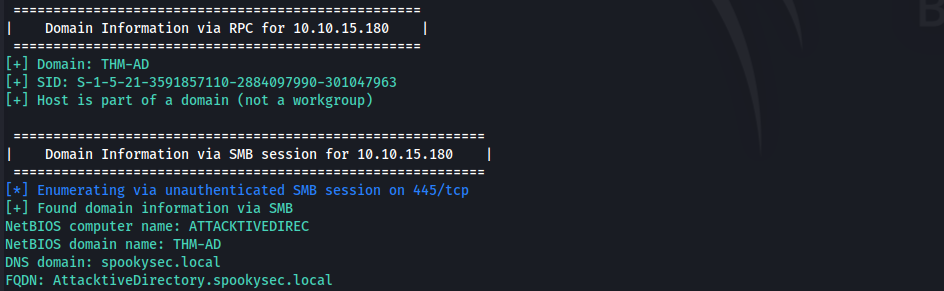 ==================================================
|    Domain Information via RPC for 10.10.15.180    |
==================================================
[+] Domain: THM-AD
[+] SID: S-1-5-21-3591857110-2884097990-301047963
[+] Host is part of a domain (not a workgroup)
==========================================================
|    Domain Information via SMB session for 10.10.15.180    |
==========================================================
[*] Enumerating via unauthenticated SMB session on 445/tcp
[+] Found domain information via SMB
NetBIOS computer name: ATTACKTIVEDIREC
NetBIOS domain name: THM-AD
DNS domain: spookysec.local
FQDN: AttacktiveDirectory.spookysec.local